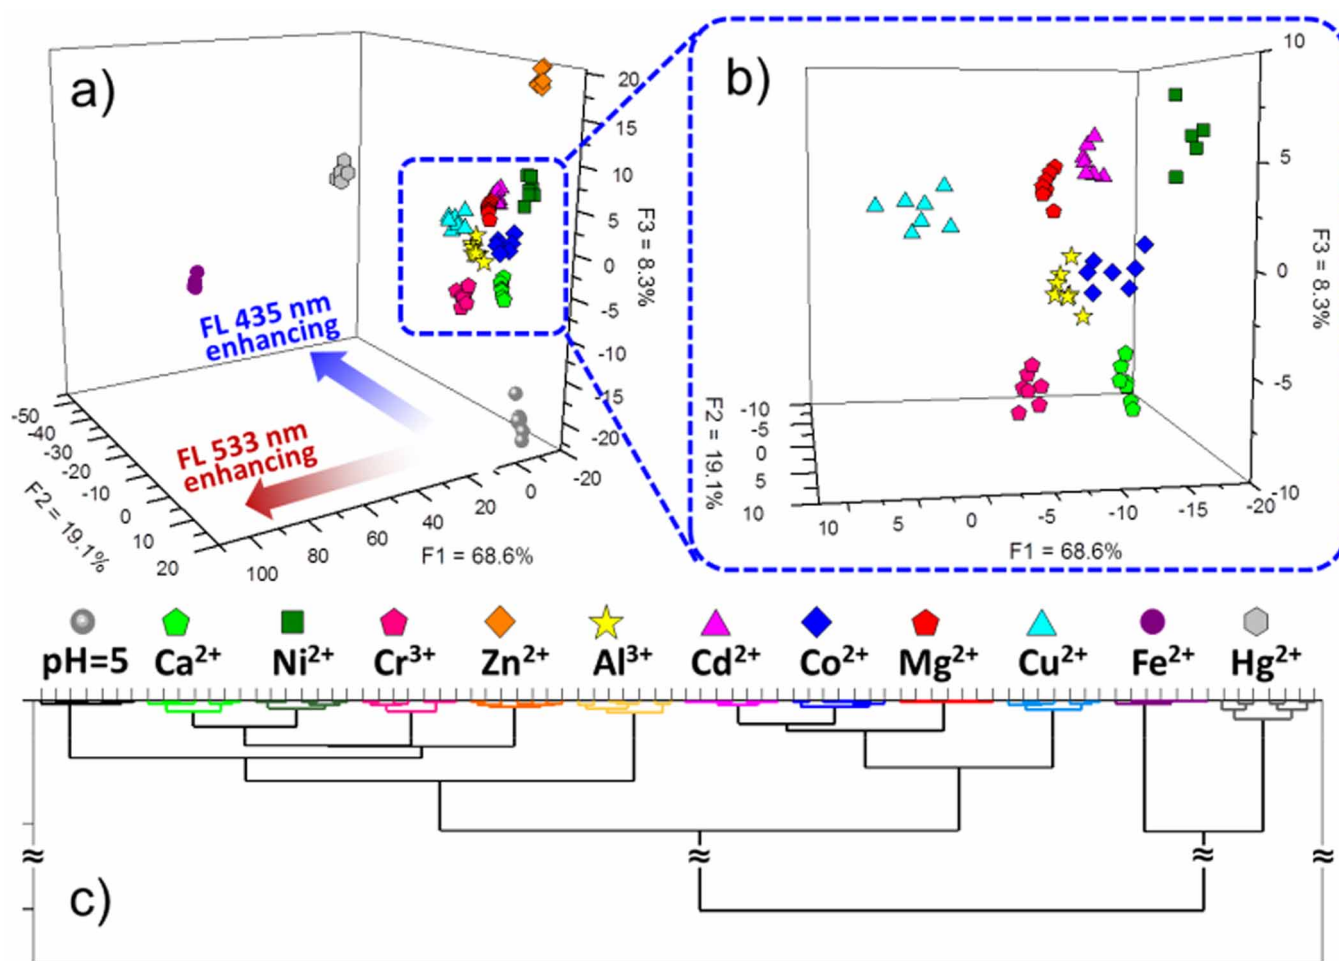 a)
20
15
10
5
0
-5
-10
-15
-20
F3 = 8.3%
FL 435 nm
enhancing
FL 533 nm
enhancing
-50
-40
-30
-20
-10
0
10
20
F2 = 19.1%
100
80
60
40
20
0
-20
F1 = 68.6%
b)
10
5
0
-5
-10
F3 = 8.3%
-10
-5
0
5
10
F2 = 19.1%
10
5
0
-5
-10
-15
-20
F1 = 68.6%
pH=5 Ca²⁺ Ni²⁺ Cr³⁺ Zn²⁺ Al³⁺ Cd²⁺ Co²⁺ Mg²⁺ Cu²⁺ Fe²⁺ Hg²⁺
≈ ≈ ≈ ≈
c)